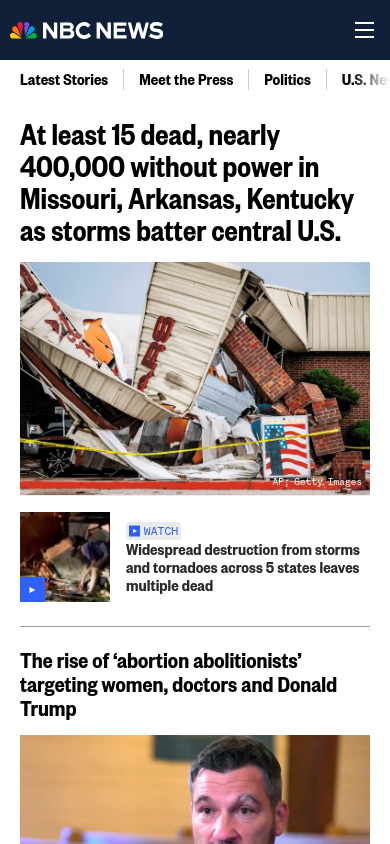 NBC NEWS
Latest Stories
Meet the Press
Politics
U.S. Ne
At least 15 dead, nearly
400,000 without power in
Missouri, Arkansas, Kentucky
as storms batter central U.S.
AP; Getty Images
WATCH
Widespread destruction from storms
and tornadoes across 5 states leaves
multiple dead
The rise of ‘abortion abolitionists’
targeting women, doctors and Donald
Trump